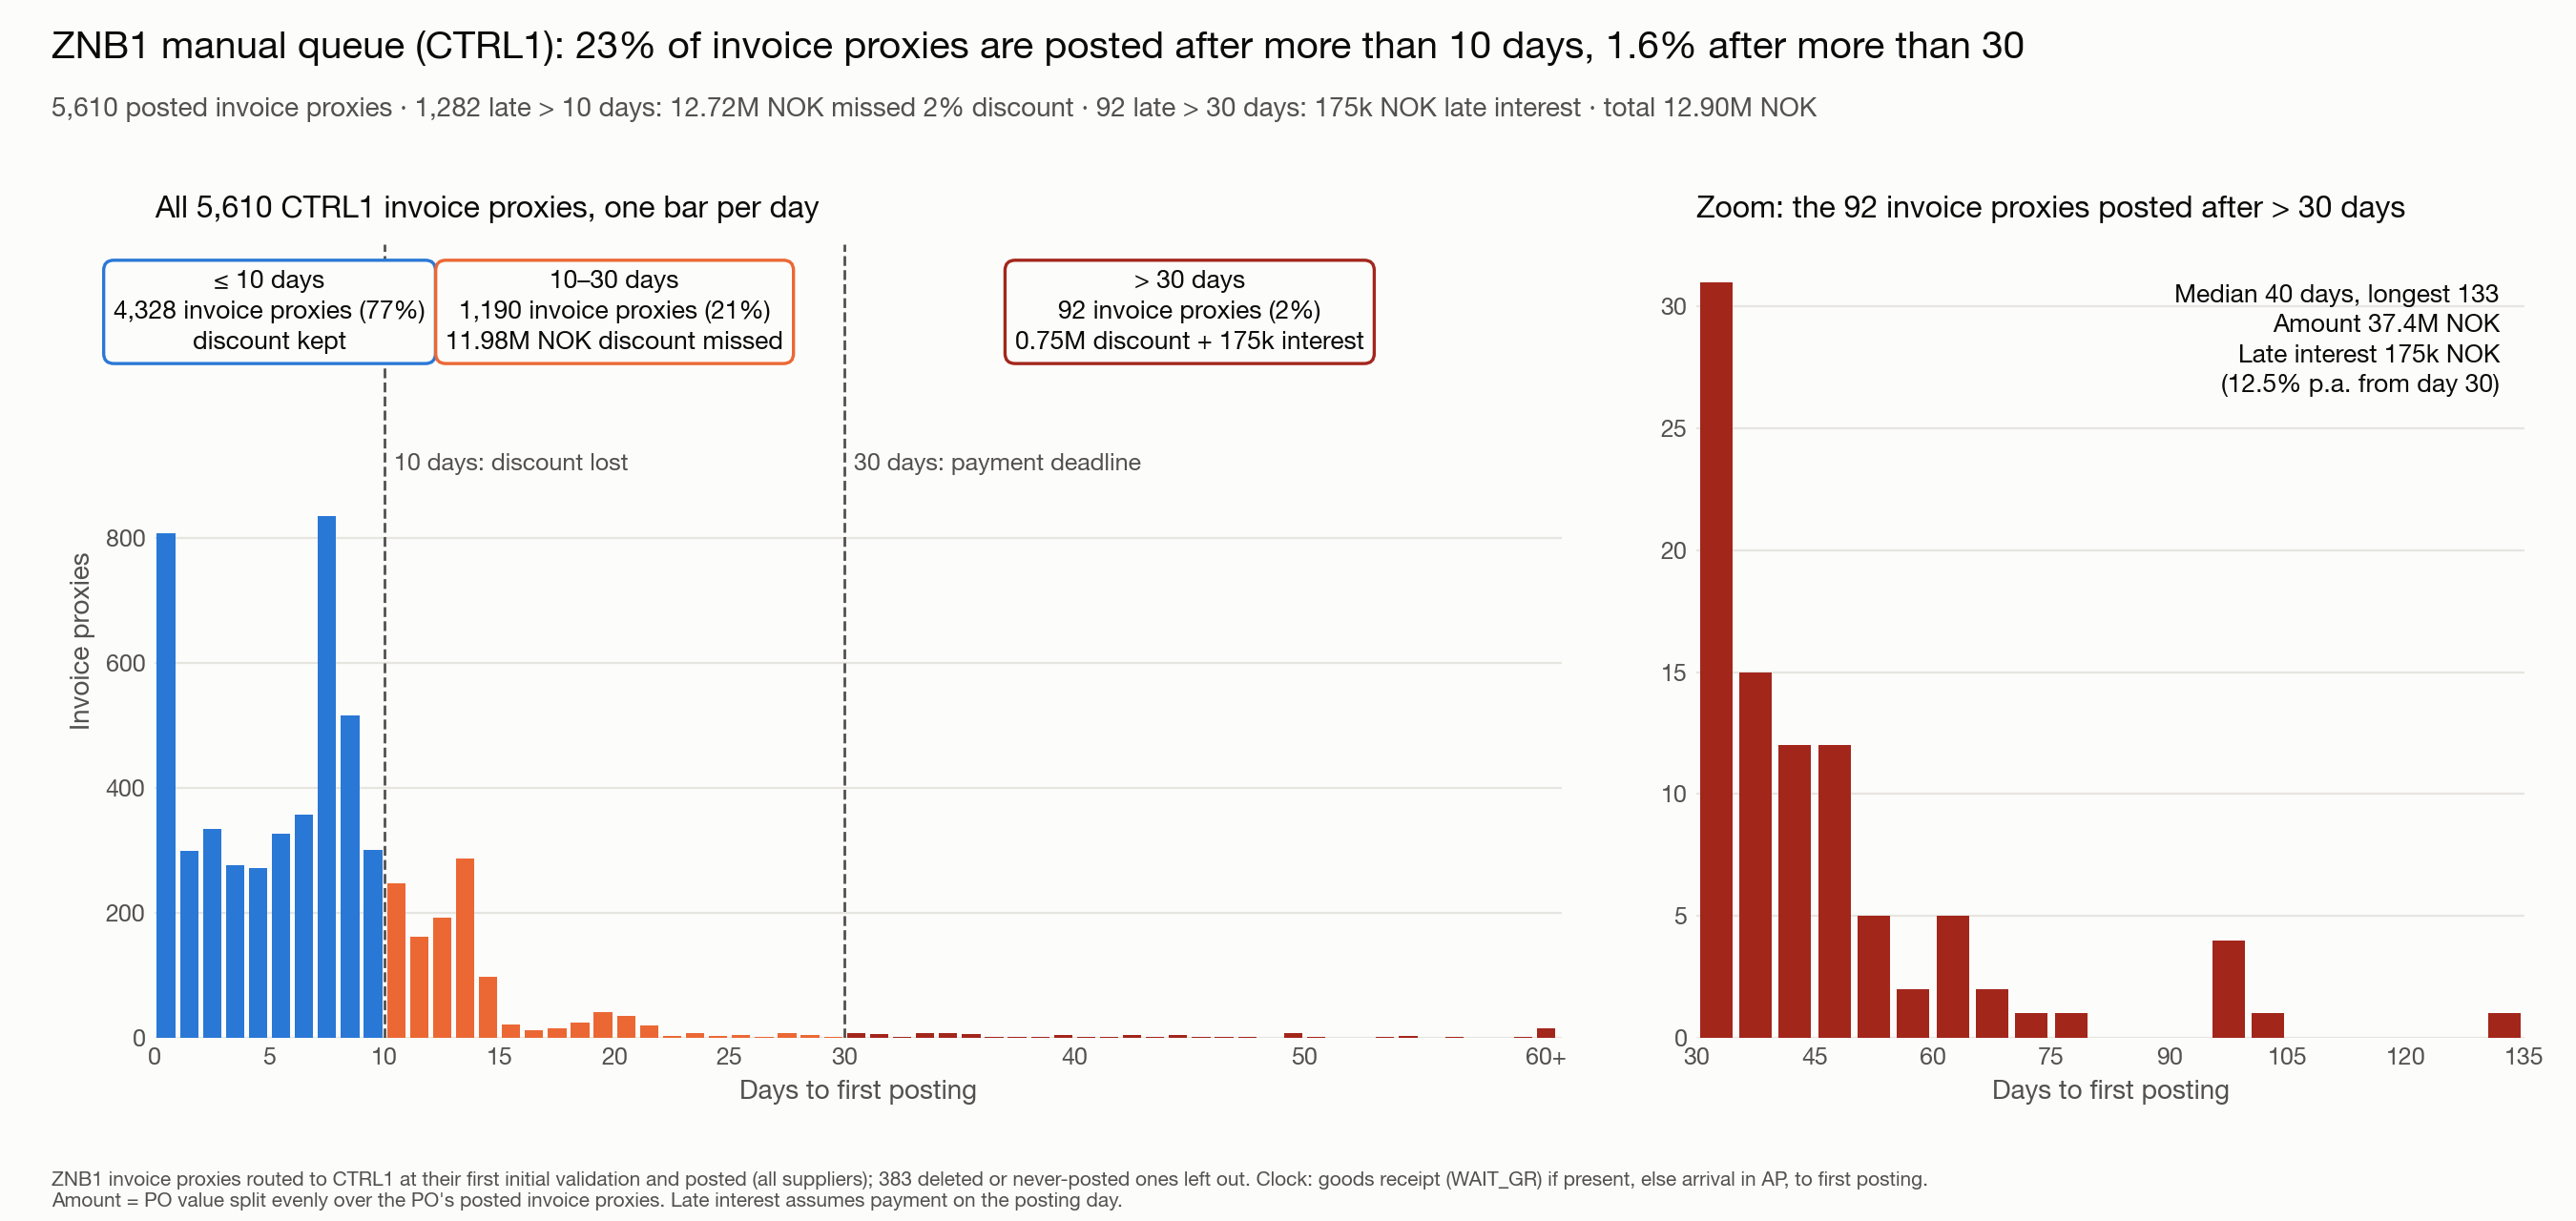 ZNB1 manual queue (CTRL1): 23% of invoice proxies are posted after more than 10 days, 1.6% after more than 30
5,610 posted invoice proxies · 1,282 late > 10 days: 12.72M NOK missed 2% discount · 92 late > 30 days: 175k NOK late interest · total 12.90M NOK
All 5,610 CTRL1 invoice proxies, one bar per day
≤ 10 days
4,328 invoice proxies (77%)
discount kept
10–30 days
1,190 invoice proxies (21%)
11.98M NOK discount missed
> 30 days
92 invoice proxies (2%)
0.75M discount + 175k interest
10 days: discount lost
30 days: payment deadline
Invoice proxies
800
600
400
200
0
0 5 10 15 20 25 30 40 50 60+
Days to first posting
Zoom: the 92 invoice proxies posted after > 30 days
Median 40 days, longest 133
Amount 37.4M NOK
Late interest 175k NOK
(12.5% p.a. from day 30)
30
25
20
15
10
5
0
30 45 60 75 90 105 120 135
Days to first posting
ZNB1 invoice proxies routed to CTRL1 at their first initial validation and posted (all suppliers); 383 deleted or never-posted ones left out. Clock: goods receipt (WAIT_GR) if present, else arrival in AP, to first posting.
Amount = PO value split evenly over the PO's posted invoice proxies. Late interest assumes payment on the posting day.